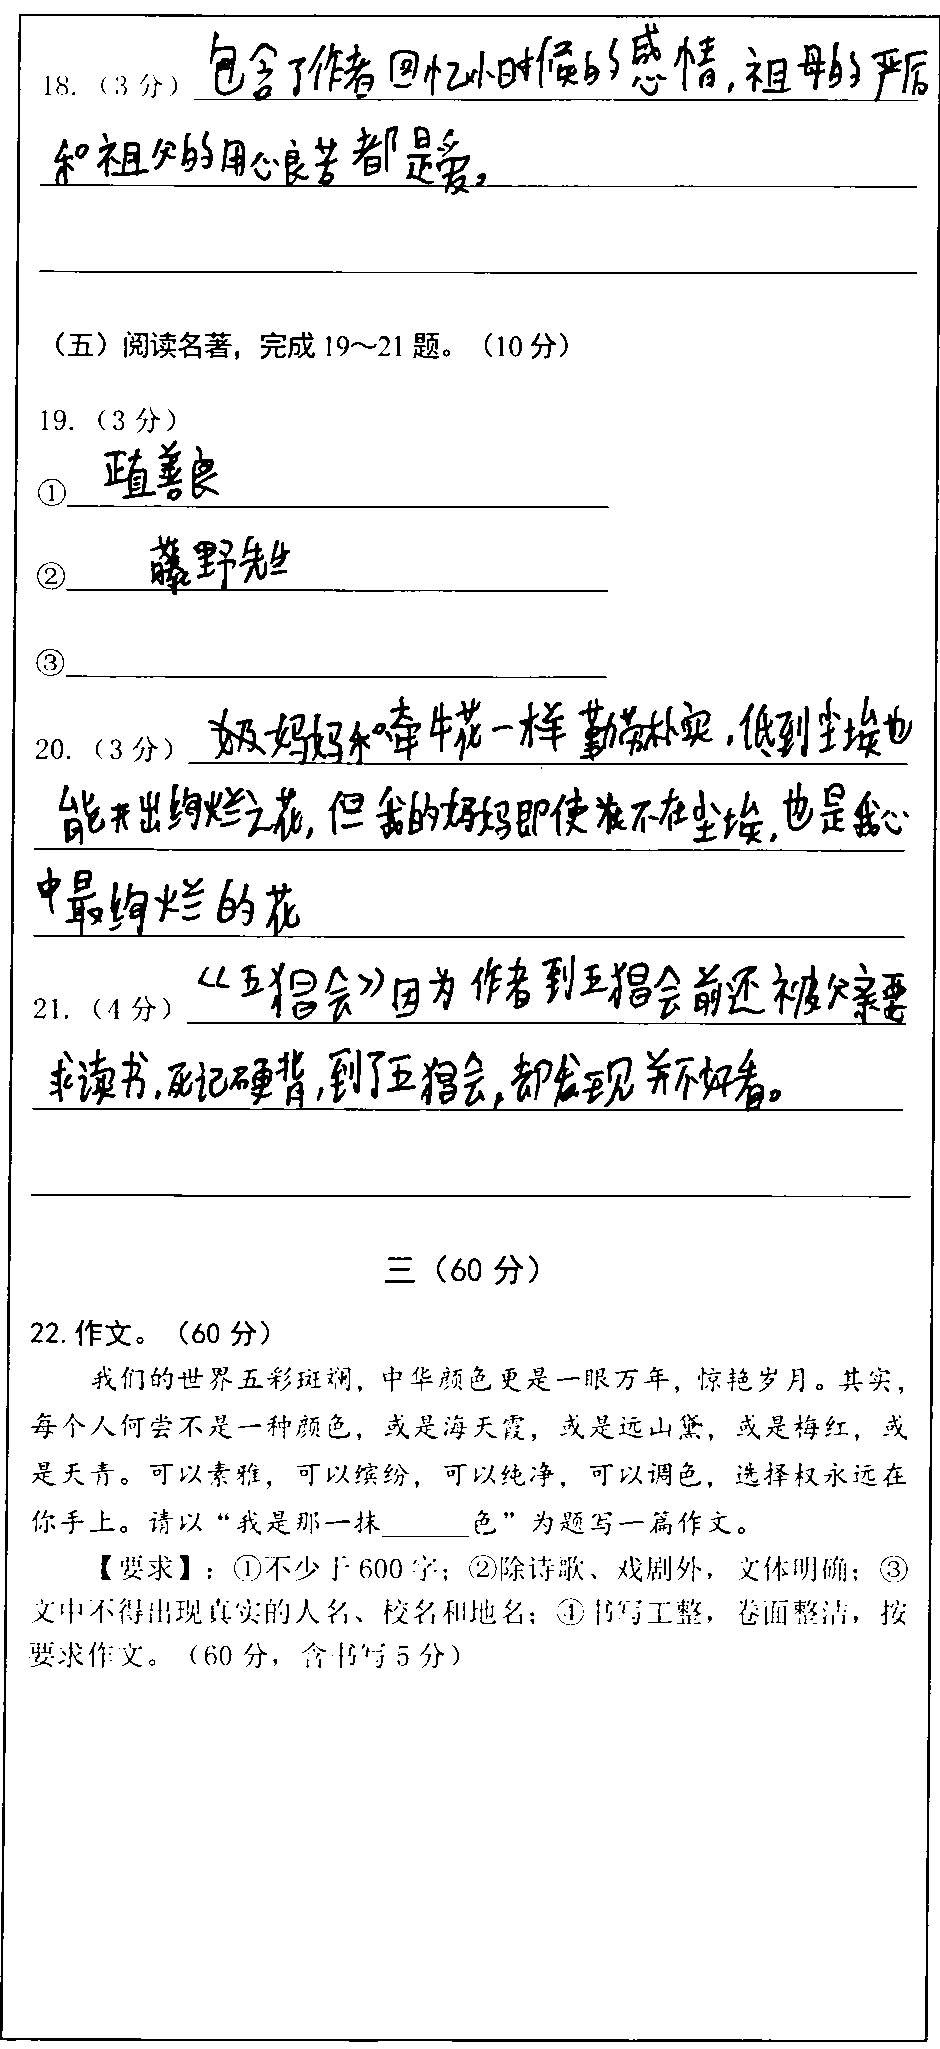 18.（3分）包含了作者回忆小时候的感情，祖母的严厉
和祖父的用心良苦都是爱，
（五）阅读名著，完成19～21题。（10分）
19.（3分）
①正直善良
②藤野先生
③
20.（3分）妈妈和牵牛花一样勤劳朴实，低到尘埃也
能开出绚烂之花，但我的妈妈即使不在尘埃，也是我心
中最绚烂的花
21.（4分）《五猖会》因为作者到五猖会前还被父亲要
求读书，死记硬背，到了五猖会，却发现并不好看。
三（60分）
22.作文。（60分）
我们的世界五彩斑斓，中华颜色更是一眼万年，惊艳岁月。其实，
每个人何尝不是一种颜色，或是海天霞，或是远山黛，或是梅红，或
是天青。可以素雅，可以缤纷，可以纯净，可以调色，选择权永远在
你手上。请以“我是那一抹______色”为题写一篇作文。
【要求】：①不少于600字；②除诗歌、戏剧外，文体明确；③
文中不得出现真实的人名、校名和地名；④书写工整，卷面整洁，按
要求作文。（60分，含书写5分）